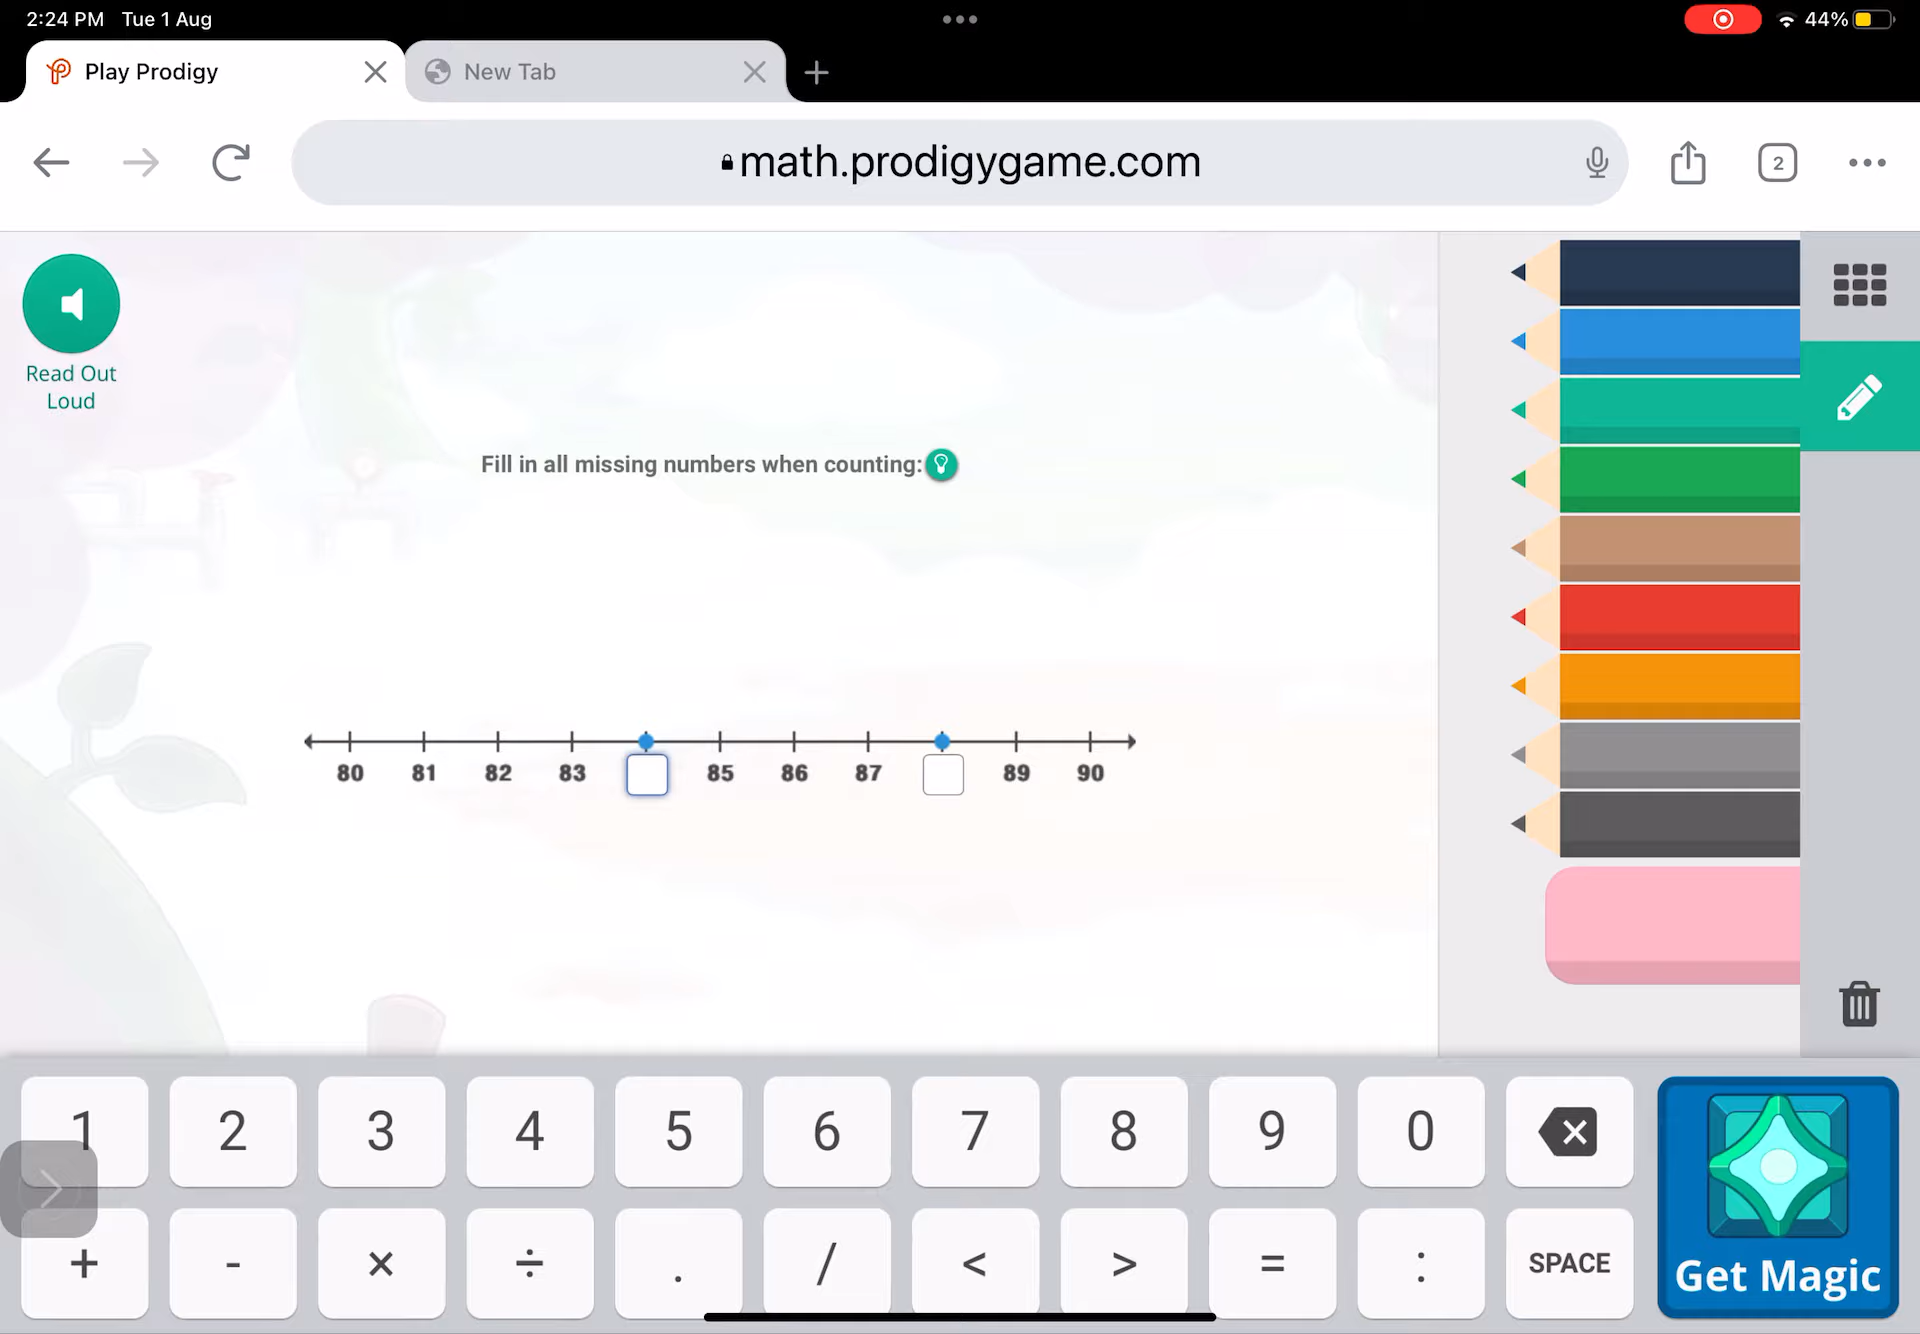 2:24 PM Tue 1 Aug
44%
Play Prodigy
New Tab
math.prodigygame.com
2
Read Out
Loud
Fill in all missing numbers when counting:
80 81 82 83 85 86 87 89 90
1 2 3 4 5 6 7 8 9 0
+ - × ÷ . / < > = : SPACE
Get Magic